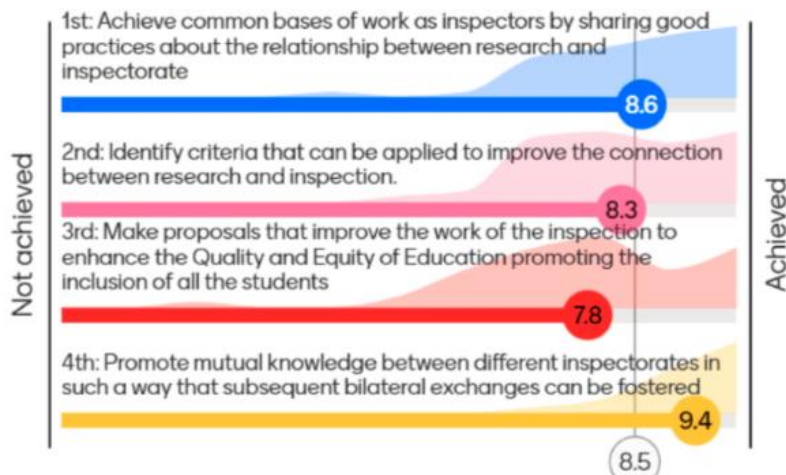 1st: Achieve common bases of work as inspectors by sharing good
practices about the relationship between research and
inspectorate
8.6
2nd: Identify criteria that can be applied to improve the connection
between research and inspection.
8.3
3rd: Make proposals that improve the work of the inspection to
enhance the Quality and Equity of Education promoting the
inclusion of all the students
7.8
4th: Promote mutual knowledge between different inspectorates in
such a way that subsequent bilateral exchanges can be fostered
9.4
8.5
Not achieved
Achieved